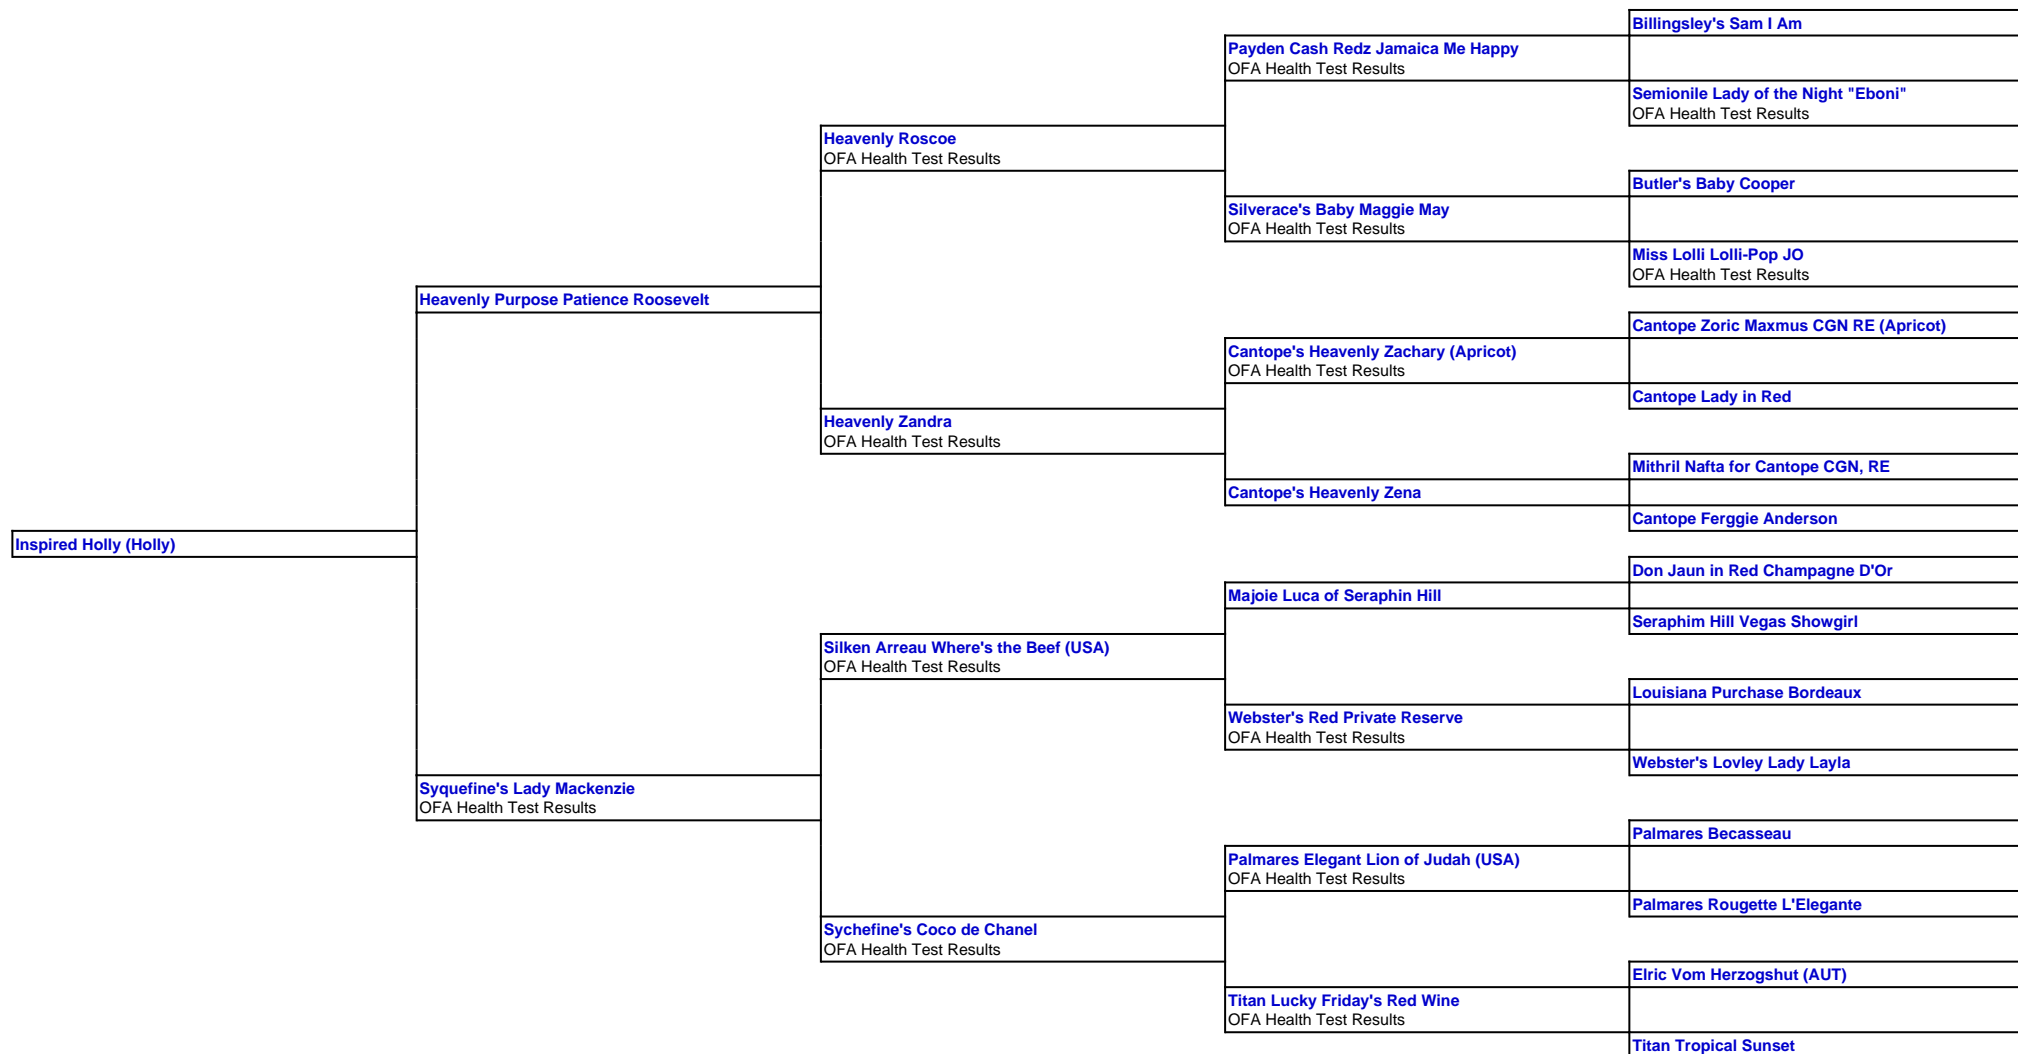 Billingsley's Sam I Am
Payden Cash Redz Jamaica Me Happy
OFA Health Test Results
Semionile Lady of the Night "Eboni"
OFA Health Test Results
Heavenly Roscoe
OFA Health Test Results
Butler's Baby Cooper
Silverace's Baby Maggie May
OFA Health Test Results
Miss Lolli Lolli-Pop JO
OFA Health Test Results
Heavenly Purpose Patience Roosevelt
Cantope Zoric Maxmus CGN RE (Apricot)
Cantope's Heavenly Zachary (Apricot)
OFA Health Test Results
Cantope Lady in Red
Heavenly Zandra
OFA Health Test Results
Mithril Nafta for Cantope CGN, RE
Cantope's Heavenly Zena
Cantope Ferggie Anderson
Inspired Holly (Holly)
Don Jaun in Red Champagne D'Or
Majoie Luca of Seraphin Hill
Seraphim Hill Vegas Showgirl
Silken Arreau Where's the Beef (USA)
OFA Health Test Results
Louisiana Purchase Bordeaux
Webster's Red Private Reserve
OFA Health Test Results
Webster's Lovley Lady Layla
Syquefine's Lady Mackenzie
OFA Health Test Results
Palmares Becasseau
Palmares Elegant Lion of Judah (USA)
OFA Health Test Results
Palmares Rougette L'Elegante
Sychefine's Coco de Chanel
OFA Health Test Results
Elric Vom Herzogshut (AUT)
Titan Lucky Friday's Red Wine
OFA Health Test Results
Titan Tropical Sunset